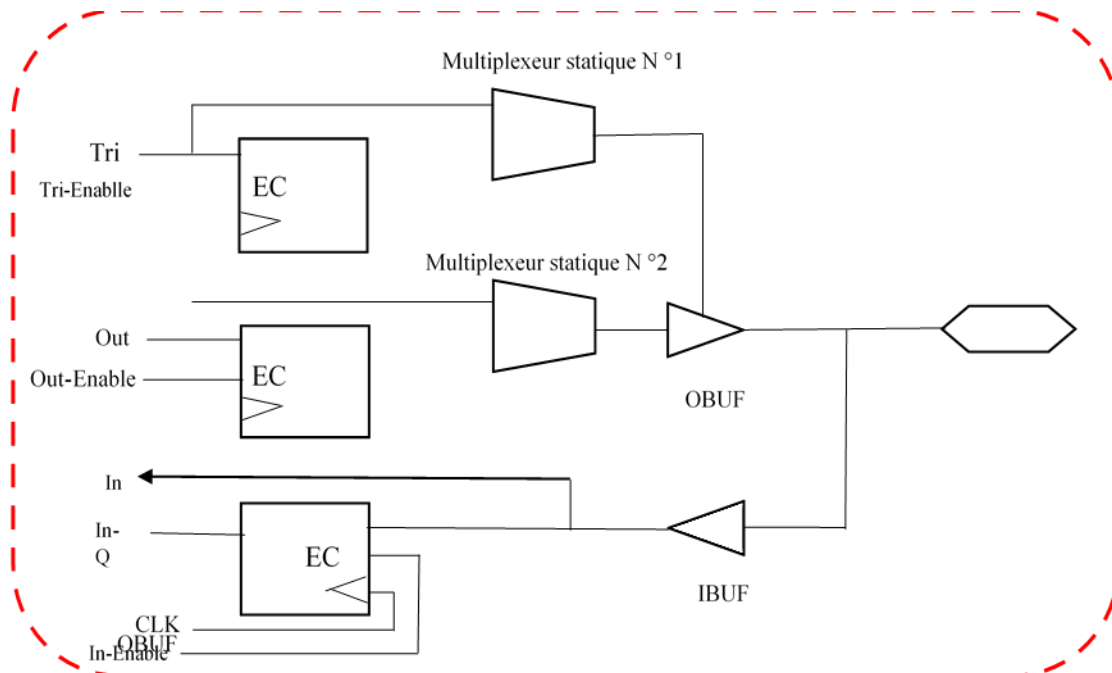 Multiplexeur statique N °1
Tri
Tri-Enablle
EC
Multiplexeur statique N °2
Out
Out-Enable
EC
OBUF
In
In-
Q
EC
IBUF
CLK
OBUF
In-Enable